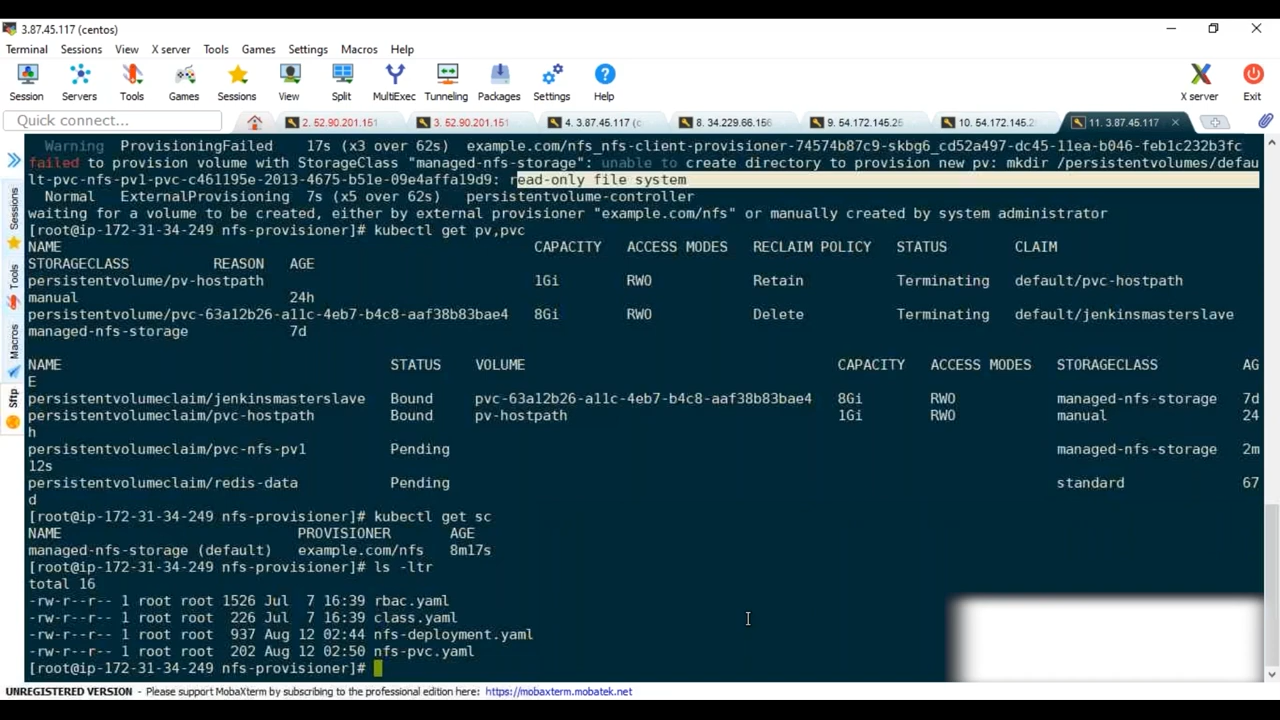 3.87.45.117 (centos)
Terminal Sessions View X server Tools Games Settings Macros Help
Session Servers Tools Games Sessions View Split MultiExec Tunneling Packages Settings Help X server Exit
Quick connect... 2. 52.90.201.151 3. 52.90.201.151 4. 3.87.45.117 (c 8. 34.229.66.156 9. 54.172.145.25 10. 54.172.145.2 11. 3.87.45.117
Sessions
Tools
Macros
Sftp
Warning ProvisioningFailed 17s (x3 over 62s) example.com/nfs_nfs-client-provisioner-74574b87c9-skbg6_cd52a497-dc45-11ea-b046-feb1c232b3fc
failed to provision volume with StorageClass "managed-nfs-storage": unable to create directory to provision new pv: mkdir /persistentvolumes/defau
lt-pvc-nfs-pv1-pvc-c461195e-2013-4675-b51e-09e4affa19d9: read-only file system
Normal ExternalProvisioning 7s (x5 over 62s) persistentvolume-controller
waiting for a volume to be created, either by external provisioner "example.com/nfs" or manually created by system administrator
[root@ip-172-31-34-249 nfs-provisioner]# kubectl get pv,pvc
NAME CAPACITY ACCESS MODES RECLAIM POLICY STATUS CLAIM
STORAGECLASS REASON AGE
persistentvolume/pv-hostpath 1Gi RWO Retain Terminating default/pvc-hostpath
manual 24h
persistentvolume/pvc-63a12b26-a11c-4eb7-b4c8-aaf38b83bae4 8Gi RWO Delete Terminating default/jenkinsmasterslave
managed-nfs-storage 7d
NAME STATUS VOLUME CAPACITY ACCESS MODES STORAGECLASS AG
E
persistentvolumeclaim/jenkinsmasterslave Bound pvc-63a12b26-a11c-4eb7-b4c8-aaf38b83bae4 8Gi RWO managed-nfs-storage 7d
persistentvolumeclaim/pvc-hostpath Bound pv-hostpath 1Gi RWO manual 24
h
persistentvolumeclaim/pvc-nfs-pv1 Pending managed-nfs-storage 2m
12s
persistentvolumeclaim/redis-data Pending standard 67
d
[root@ip-172-31-34-249 nfs-provisioner]# kubectl get sc
NAME PROVISIONER AGE
managed-nfs-storage (default) example.com/nfs 8m17s
[root@ip-172-31-34-249 nfs-provisioner]# ls -ltr
total 16
-rw-r--r-- 1 root root 1526 Jul 7 16:39 rbac.yaml
-rw-r--r-- 1 root root 226 Jul 7 16:39 class.yaml
-rw-r--r-- 1 root root 937 Aug 12 02:44 nfs-deployment.yaml
-rw-r--r-- 1 root root 202 Aug 12 02:50 nfs-pvc.yaml
[root@ip-172-31-34-249 nfs-provisioner]#
UNREGISTERED VERSION - Please support MobaXterm by subscribing to the professional edition here: https://mobaxterm.mobatek.net